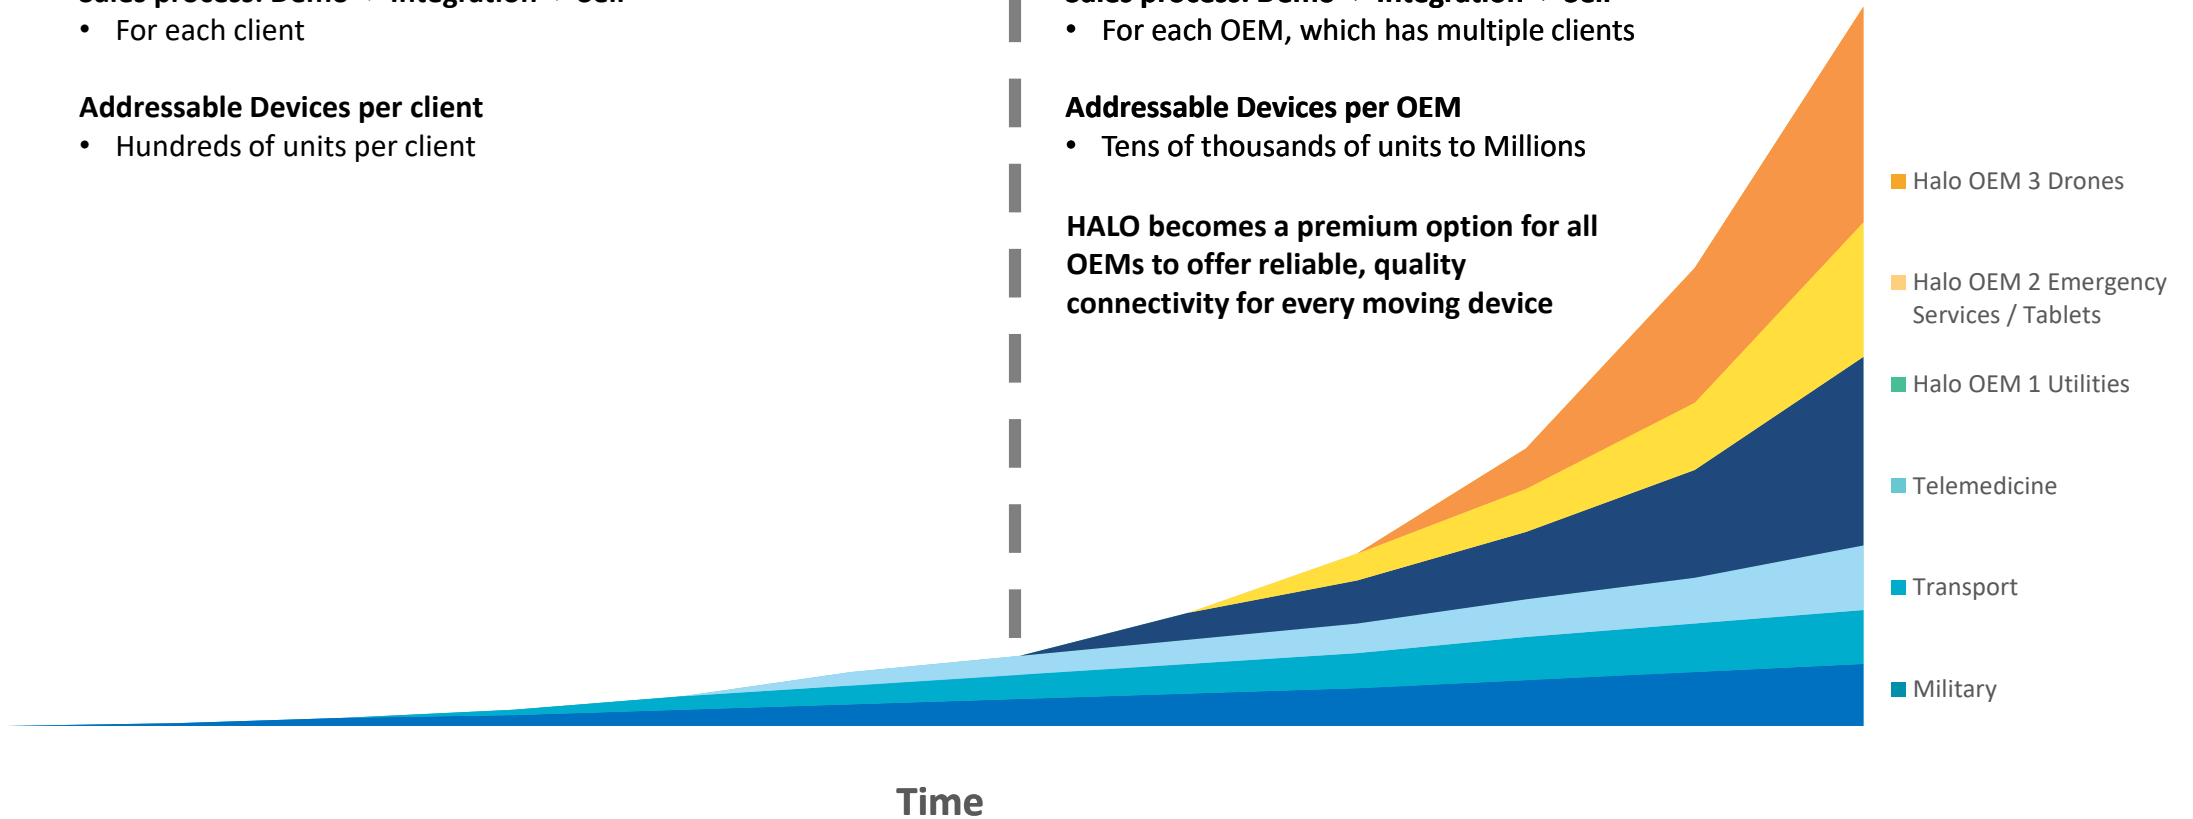 • For each client
Addressable Devices per client
• Hundreds of units per client
• For each OEM, which has multiple clients
Addressable Devices per OEM
• Tens of thousands of units to Millions
HALO becomes a premium option for all
OEMs to offer reliable, quality
connectivity for every moving device
Halo OEM 3 Drones
Halo OEM 2 Emergency
Services / Tablets
Halo OEM 1 Utilities
Telemedicine
Transport
Military
Time